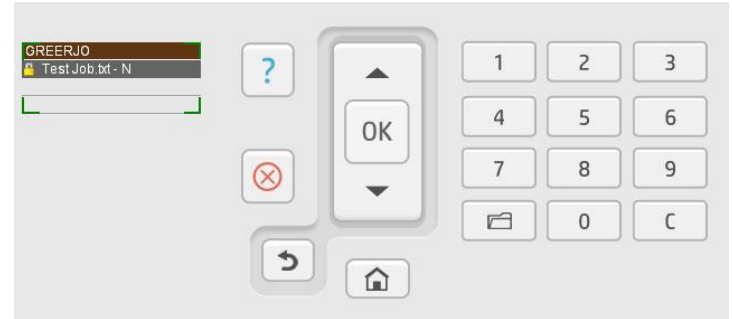 GREERJO
Test Job.txt - N
?
OK
1 2 3
4 5 6
7 8 9
0 C